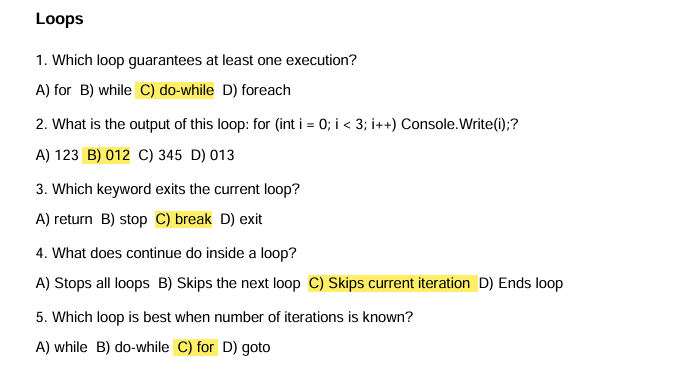 Loops
1. Which loop guarantees at least one execution?
A) for B) while C) do-while D) foreach
2. What is the output of this loop: for (int i = 0; i < 3; i++) Console.Write(i);?
A) 123 B) 012 C) 345 D) 013
3. Which keyword exits the current loop?
A) return B) stop C) break D) exit
4. What does continue do inside a loop?
A) Stops all loops B) Skips the next loop C) Skips current iteration D) Ends loop
5. Which loop is best when number of iterations is known?
A) while B) do-while C) for D) goto